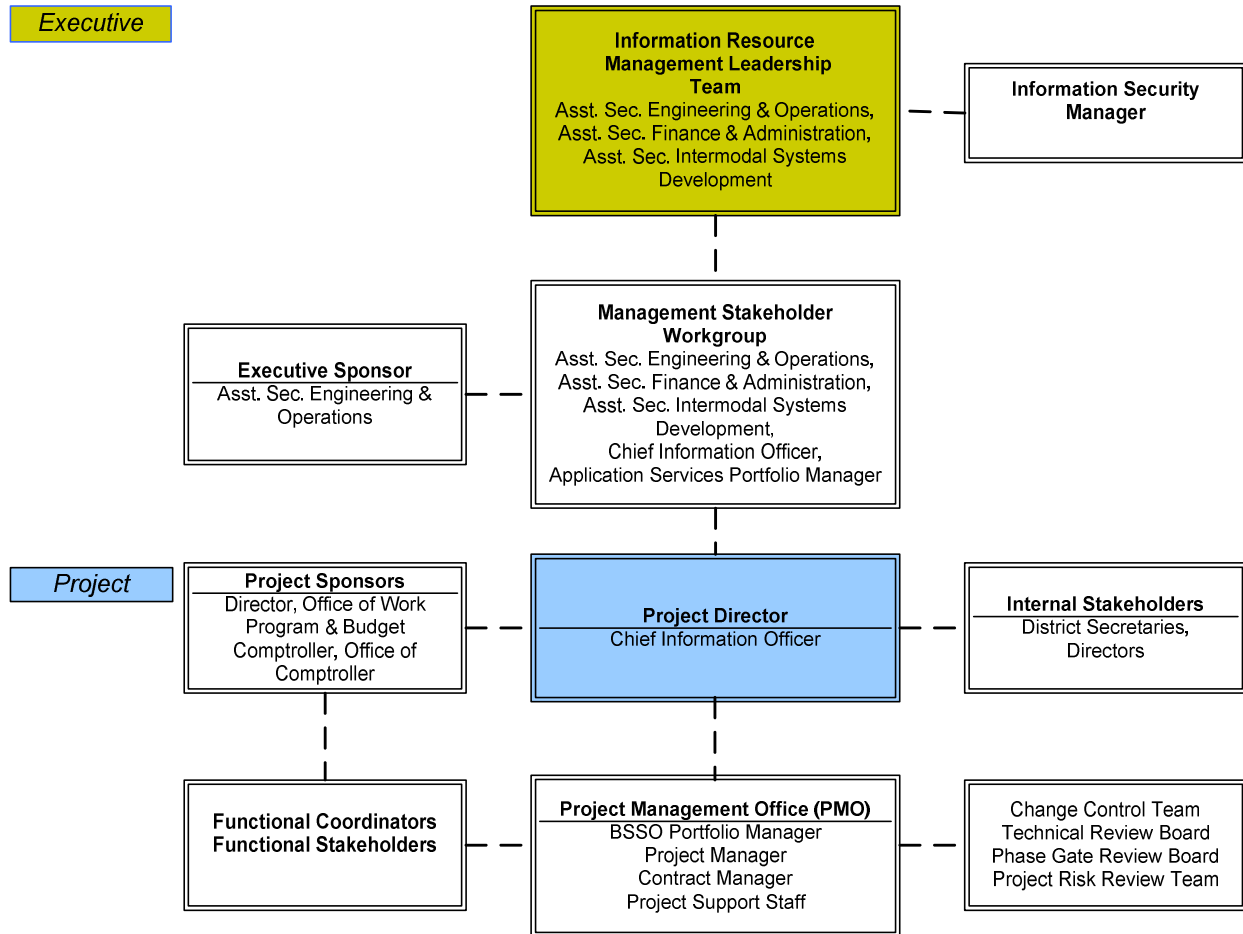 Executive
Information Resource
Management Leadership
Team
Asst. Sec. Engineering & Operations,
Asst. Sec. Finance & Administration,
Asst. Sec. Intermodal Systems
Development
Information Security
Manager
Executive Sponsor
Asst. Sec. Engineering &
Operations
Management Stakeholder
Workgroup
Asst. Sec. Engineering & Operations,
Asst. Sec. Finance & Administration,
Asst. Sec. Intermodal Systems
Development,
Chief Information Officer,
Application Services Portfolio Manager
Project
Project Sponsors
Director, Office of Work
Program & Budget
Comptroller, Office of
Comptroller
Project Director
Chief Information Officer
Internal Stakeholders
District Secretaries,
Directors
Functional Coordinators
Functional Stakeholders
Project Management Office (PMO)
BSSO Portfolio Manager
Project Manager
Contract Manager
Project Support Staff
Change Control Team
Technical Review Board
Phase Gate Review Board
Project Risk Review Team